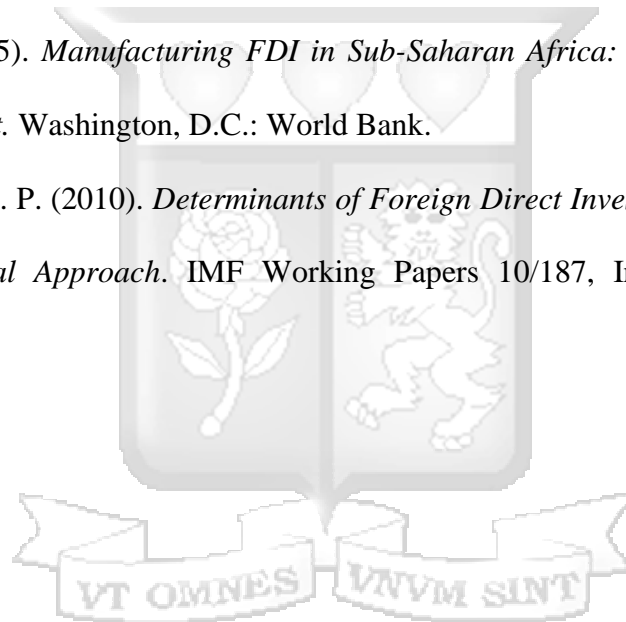 5). Manufacturing FDI in Sub-Saharan Africa:
t. Washington, D.C.: World Bank.
. P. (2010). Determinants of Foreign Direct Inve
al Approach. IMF Working Papers 10/187, I
VT OMNES VNVM SINT